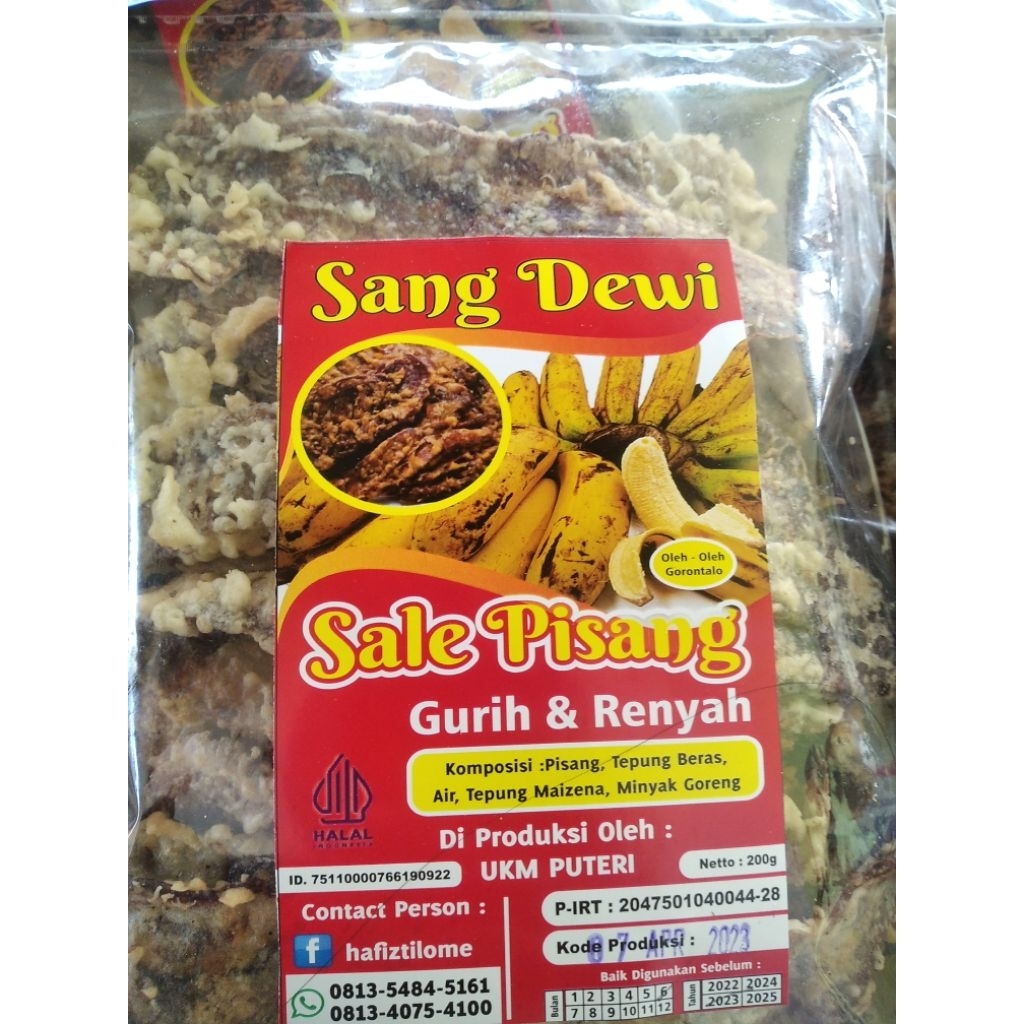 Sang Dewi
Oleh - Oleh
Gorontalo
Sale Pisang
Gurih & Renyah
Komposisi :Pisang, Tepung Beras,
Air, Tepung Maizena, Minyak Goreng
HALAL
INDONESIA
Di Produksi Oleh :
UKM PUTERI
Netto : 200g
ID. 75110000766190922
P-IRT : 2047501040044-28
Contact Person :
Kode Produksi : 07 APR 2023
f hafiztilome
Baik Digunakan Sebelum :
0813-5484-5161
0813-4075-4100
Bulan
1 2 3 4 5 6
7 8 9 10 11 12
Tahun
2022 2024
2023 2025